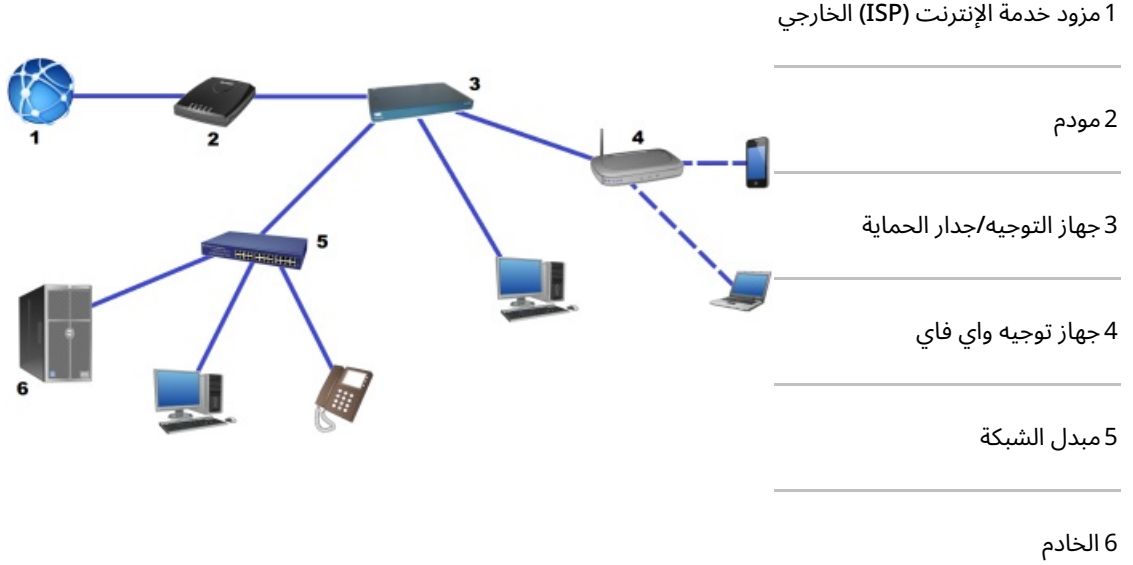 1 مزود خدمة الإنترنت (ISP) الخارجي
2 مودم
3 جهاز التوجيه/جدار الحماية
4 جهاز توجيه واي فاي
5 مبدل الشبكة
6 الخادم
1
2
3
4
5
6